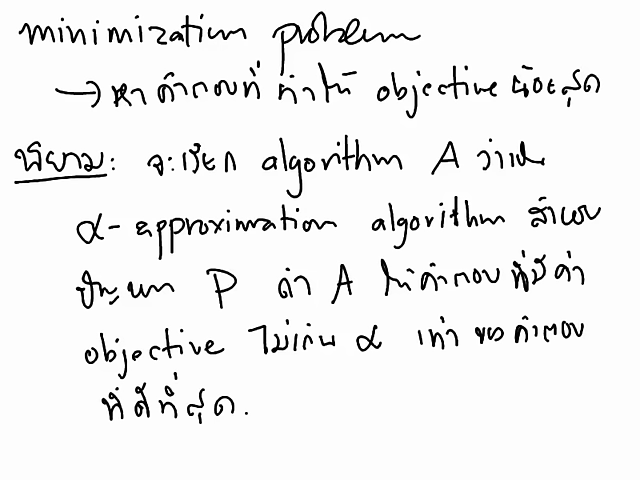 minimization problem
→ หาคำตอบที่ ทำให้ objective น้อยสุด
นิยาม: จะเรียก algorithm A ว่าเป็น
α-approximation algorithm สำหรับ
ปัญหา P ถ้า A ให้คำตอบ ที่มีค่า
objective ไม่เกิน α เท่า ของคำตอบ
ที่ดีที่สุด.